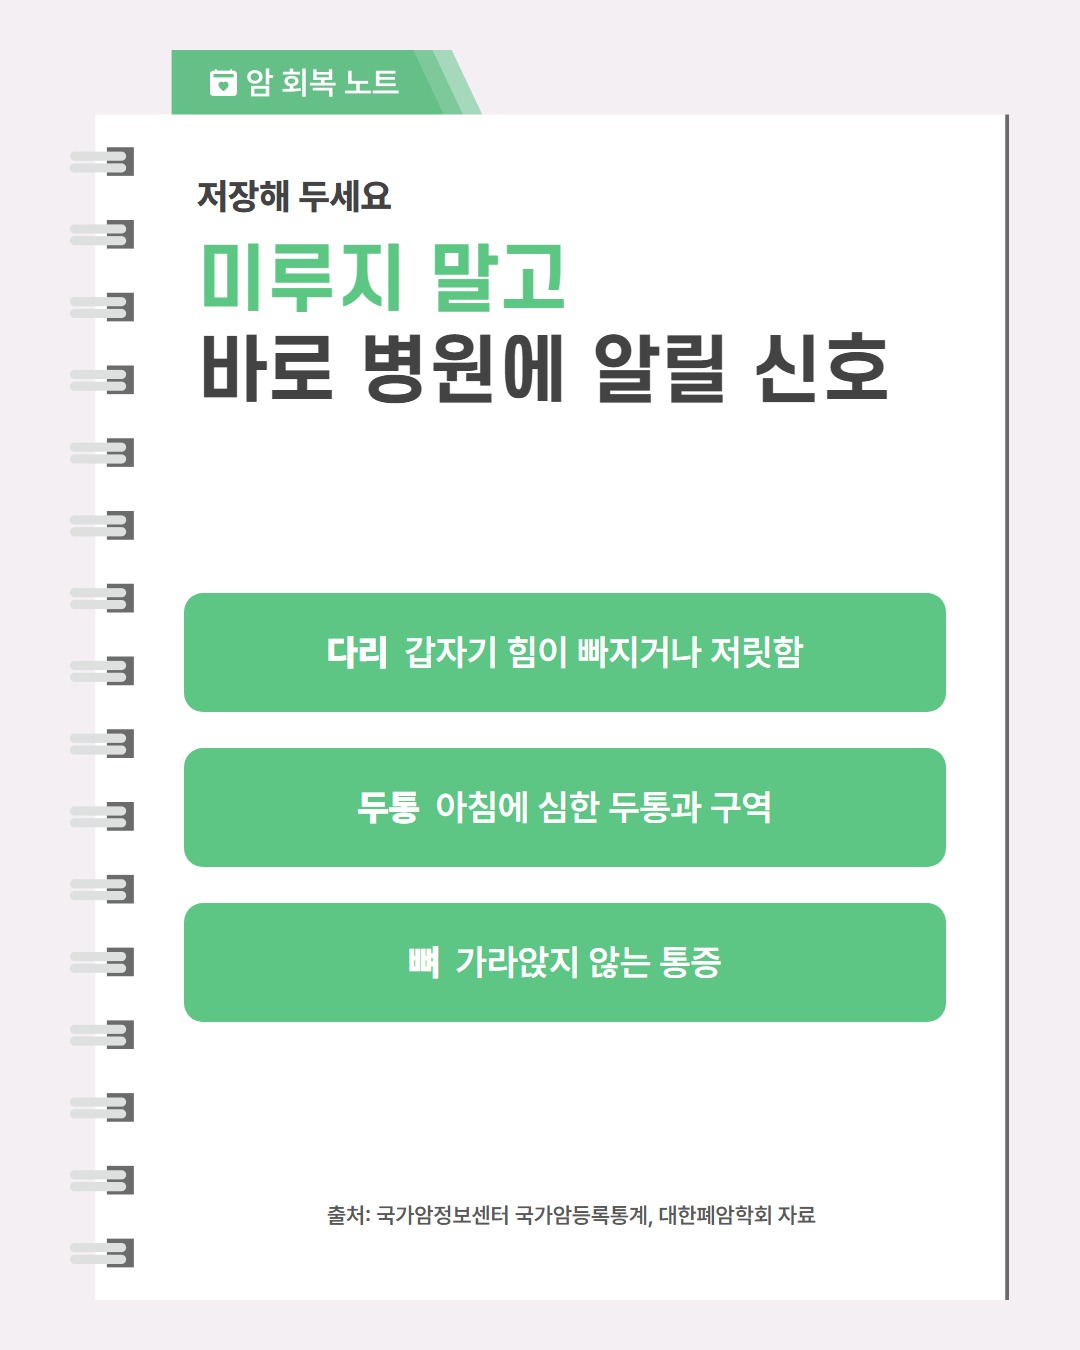 암 회복 노트
저장해 두세요
미루지 말고
바로 병원에 알릴 신호
다리 갑자기 힘이 빠지거나 저릿함
두통 아침에 심한 두통과 구역
뼈 가라앉지 않는 통증
출처: 국가암정보센터 국가암등록통계, 대한폐암학회 자료